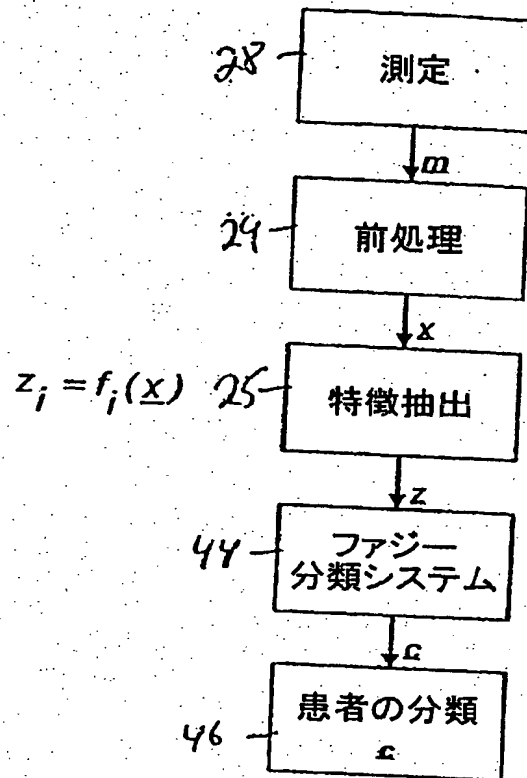 28
測定
m
24
前処理
x
z_i = f_i(x)
25
特徴抽出
z
44
ファジー
分類システム
c
46
患者の分類
c